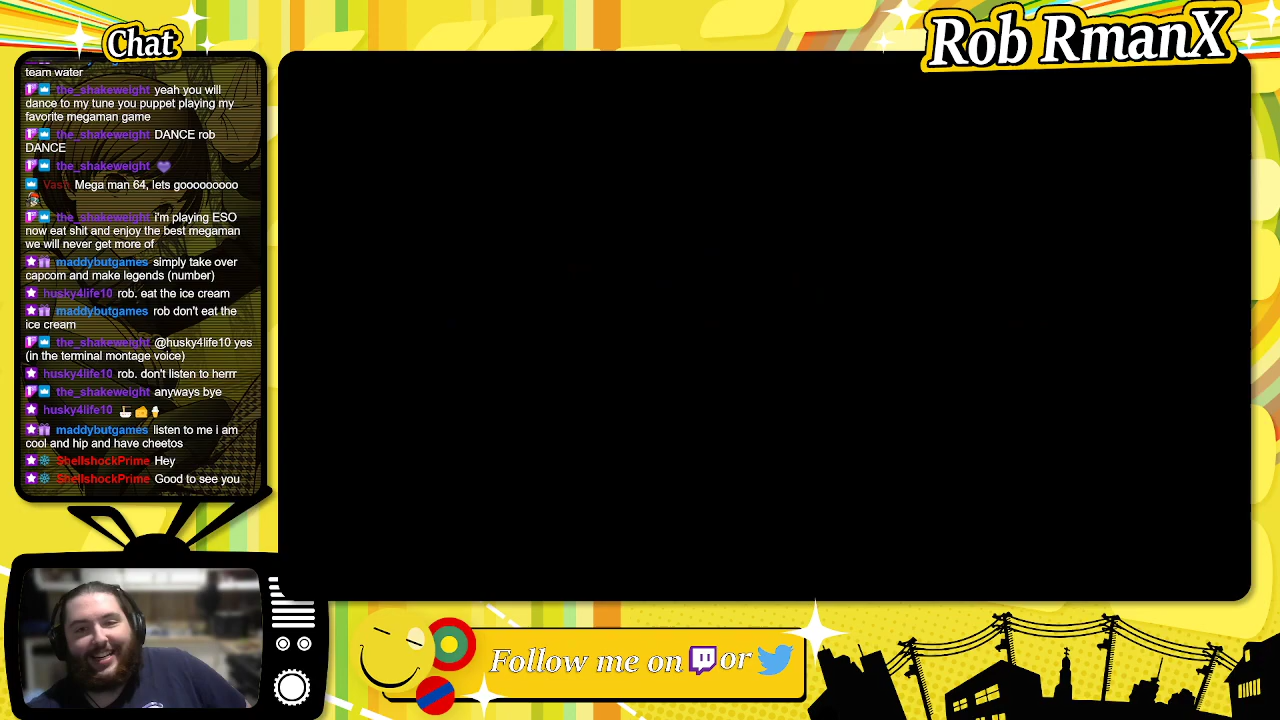 Chat
Rob RmanX
team water
the_shakeweight yeah you will
dance to my tune you puppet playing my
favorite megaman game
the_shakeweight DANCE rob
DANCE
the_shakeweight 💜
Vash Mega man 64, lets gooooooooo
the_shakeweight i'm playing ESO
now eat shit and enjoy the best megaman
we will never get more of
maddybutgames simply take over
capcom and make legends (number)
husky4life10 rob. eat the ice cream
maddybutgames rob don't eat the
ice cream
the_shakeweight @husky4life10 yes
(in the terminal montage voice)
husky4life10 rob. don't listen to herrr
the_shakeweight anyways bye
husky4life10
maddybutgames listen to me i am
cool and hip and have cheetos
ShellshockPrime Hey
ShellshockPrime Good to see you
Follow me on or